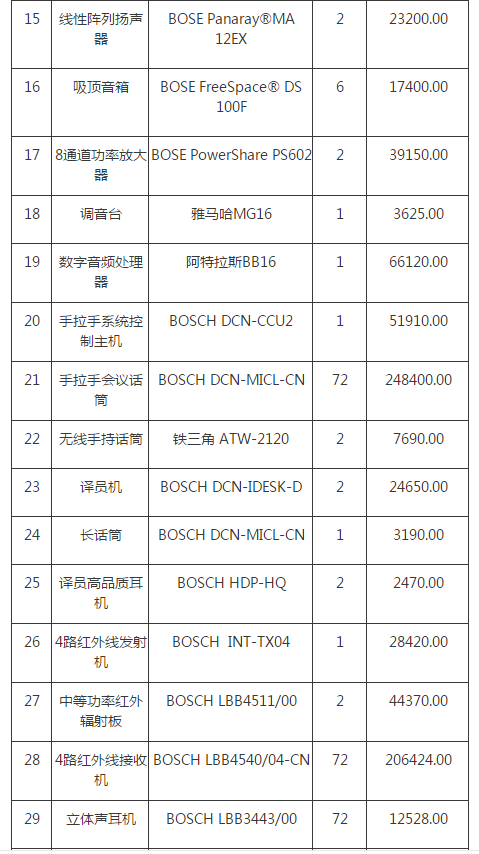 15 线性阵列扬声 BOSE Panaray®MA 2 23200.00
器 12EX
16 吸顶音箱 BOSE FreeSpace® DS 6 17400.00
100F
17 8通道功率放大 BOSE PowerShare PS602 2 39150.00
器
18 调音台 雅马哈MG16 1 3625.00
19 数字音频处理 阿特拉斯BB16 1 66120.00
器
20 手拉手系统控 BOSCH DCN-CCU2 1 51910.00
制主机
21 手拉手会议话 BOSCH DCN-MICL-CN 72 248400.00
筒
22 无线手持话筒 铁三角 ATW-2120 2 7690.00
23 译员机 BOSCH DCN-IDESK-D 2 24650.00
24 长话筒 BOSCH DCN-MICL-CN 1 3190.00
25 译员高品质耳 BOSCH HDP-HQ 2 2470.00
机
26 4路红外线发射 BOSCH  INT-TX04 1 28420.00
机
27 中等功率红外 BOSCH LBB4511/00 2 44370.00
辐射板
28 4路红外线接收 BOSCH LBB4540/04-CN 72 206424.00
机
29 立体声耳机 BOSCH LBB3443/00 72 12528.00